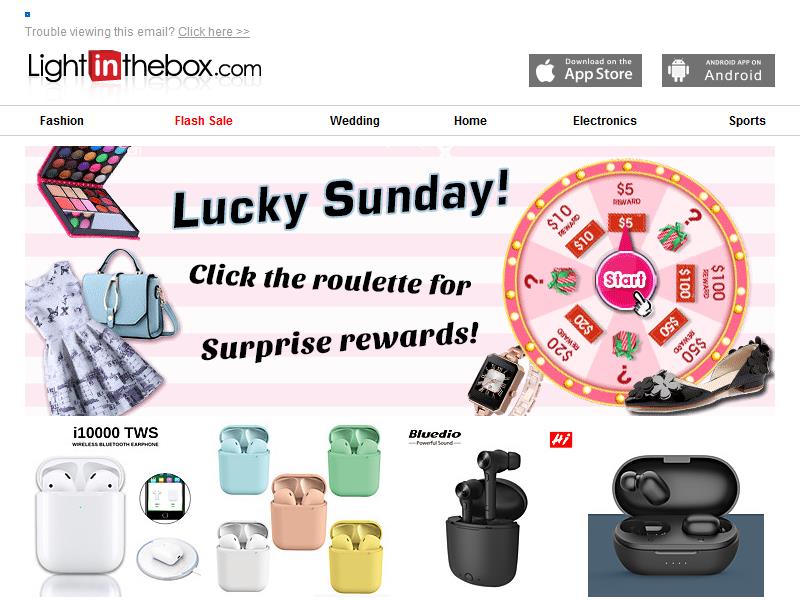 Trouble viewing this email? Click here >>
Lightinthebox.com
Download on the
App Store
ANDROID APP ON
Android
Fashion
Flash Sale
Wedding
Home
Electronics
Sports
Lucky Sunday!
Click the roulette for
Surprise rewards!
$5
REWARD
$5
?
$100
REWARD
$100
$50
REWARD
$50
?
$20
REWARD
$20
?
$10
REWARD
$10
Start
i10000 TWS
WIRELESS BLUETOOTH EARPHONE
Bluedio
Powerful Sound
Hi